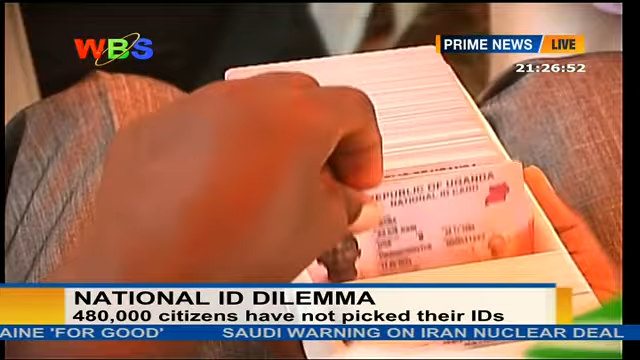 WBS
PRIME NEWS LIVE
21:26:52
REPUBLIC OF UGANDA
NATIONAL ID CARD
NATIONAL ID DILEMMA
480,000 citizens have not picked their IDs
AINE 'FOR GOOD' SAUDI WARNING ON IRAN NUCLEAR DEAL